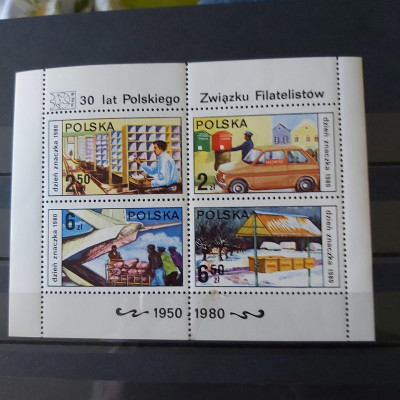 30 lat Polskiego Związku Filatelistów
dzień znaczka 1980
POLSKA
2,50
zł
POLSKA
2
zł
dzień znaczka 1980
dzień znaczka 1980
6
zł
POLSKA
POLSKA
6,50
zł
dzień znaczka 1980
1950 - 1980